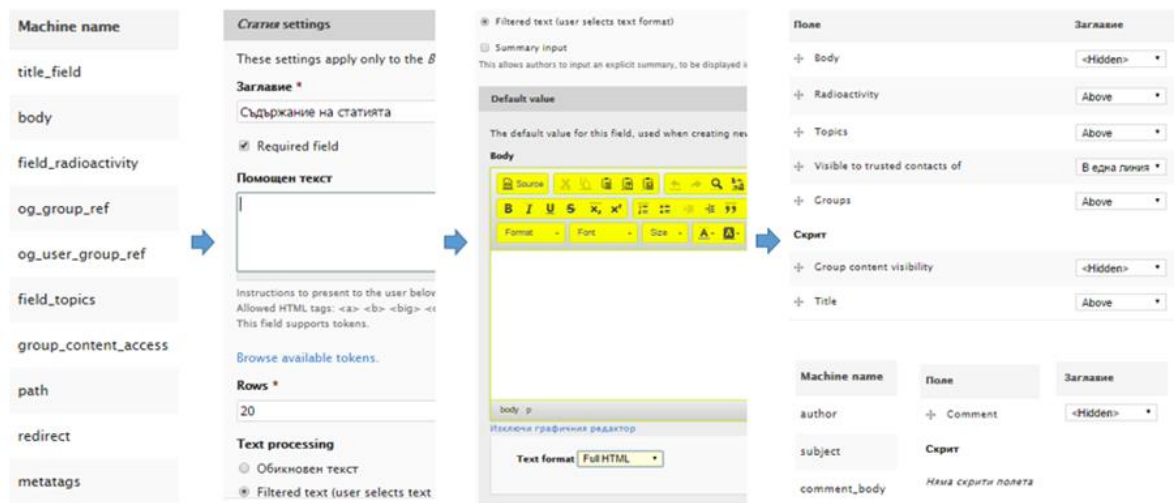 Machine name
title_field
body
field_radioactivity
og_group_ref
og_user_group_ref
field_topics
group_content_access
path
redirect
metatags
Статия settings
These settings apply only to the B
Заглавие *
Съдържание на статията
Required field
Помощен текст
Instructions to present to the user below
Allowed HTML tags: <a> <b> <big>
This field supports tokens.
Browse available tokens.
Rows *
20
Text processing
Обикновен текст
Filtered text (user selects text
Filtered text (user selects text format)
Summary input
This allows authors to input an explicit summary, to be displayed i
Default value
The default value for this field, used when creating new
Body
Source
B I U S x₂ x²
Format Font Size A A
body p
Изключи графичния редактор
Text format Full HTML
Поле Заглавие
Body <Hidden>
Radioactivity Above
Topics Above
Visible to trusted contacts of В една линия
Groups Above
Скрит
Group content visibility <Hidden>
Title Above
Machine name
author
subject
comment_body
Поле Заглавие
Comment <Hidden>
Скрит
Няма скрити полета